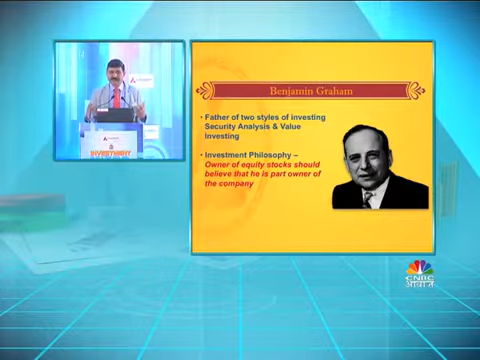 INVESTMENT
Benjamin Graham
• Father of two styles of investing
Security Analysis & Value
Investing
• Investment Philosophy –
Owner of equity stocks should
believe that he is part owner of
the company
CNBC
आवाज़